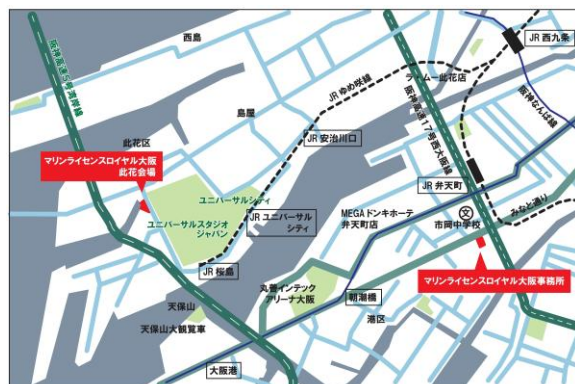 西島
JR 西九条
阪神高速5号湾岸線
JR ゆめ咲線
ラ・ムー此花店
島屋
阪神高速17号西大阪線
阪神なんば線
此花区
JR 安治川口
マリンライセンスロイヤル大阪
此花会場
JR 弁天町
ユニバーサルシティ
みなと通り
MEGAドンキホーテ
弁天町店
文
市岡中学校
ユニバーサルスタジオ
ジャパン
JR ユニバーサル
シティ
JR 桜島
マリンライセンスロイヤル大阪事務所
丸善インテック
アリーナ大阪
朝潮橋
天保山
港区
天保山大観覧車
大阪港